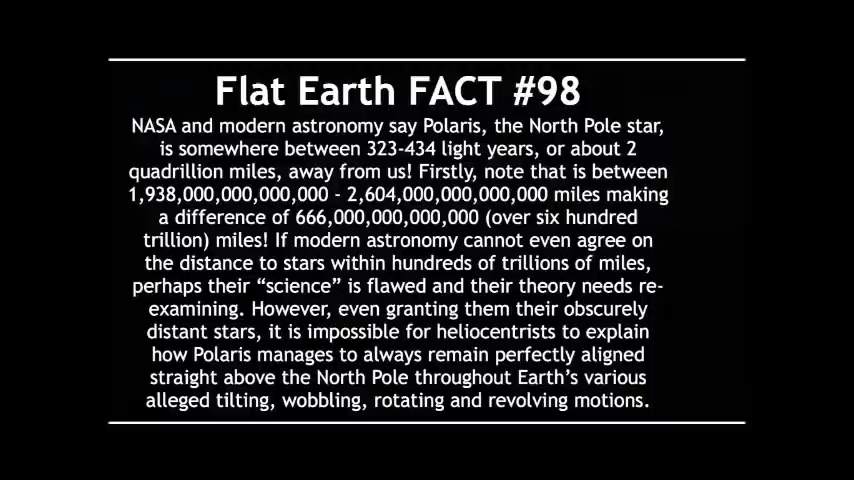 Flat Earth FACT #98
NASA and modern astronomy say Polaris, the North Pole star,
is somewhere between 323-434 light years, or about 2
quadrillion miles, away from us! Firstly, note that is between
1,938,000,000,000,000 - 2,604,000,000,000,000 miles making
a difference of 666,000,000,000,000 (over six hundred
trillion) miles! If modern astronomy cannot even agree on
the distance to stars within hundreds of trillions of miles,
perhaps their “science” is flawed and their theory needs re-
examining. However, even granting them their obscurely
distant stars, it is impossible for heliocentrists to explain
how Polaris manages to always remain perfectly aligned
straight above the North Pole throughout Earth’s various
alleged tilting, wobbling, rotating and revolving motions.